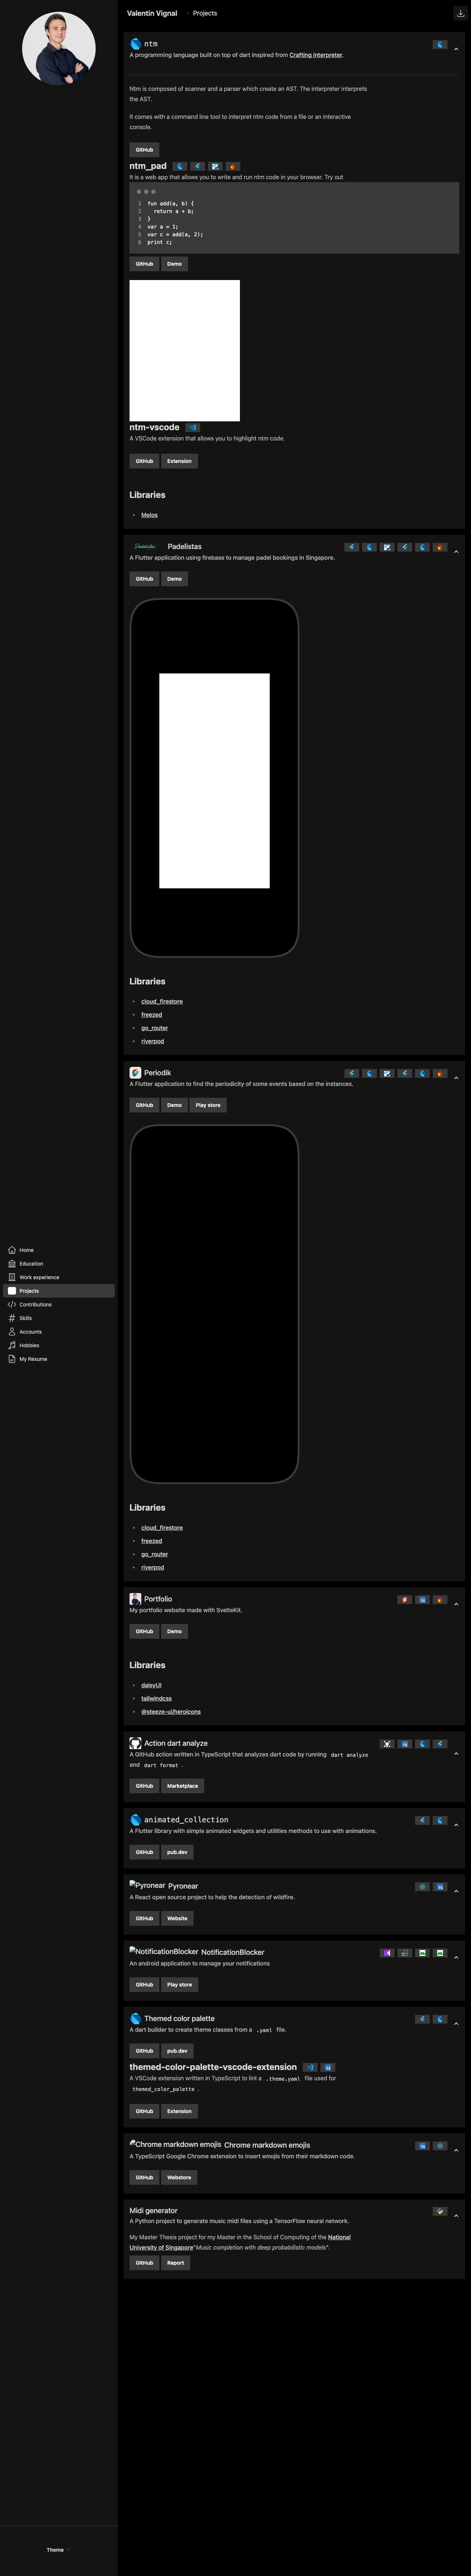 Valentin Vignal
Projects
ntm
A programming language built on top of dart inspired from Crafting interpreter.
Ntm is composed of scanner and a parser which create an AST. The interpreter interprets
the AST.
It comes with a command line tool to interpret ntm code from a file or an interactive
console.
GitHub
ntm_pad
It is a web app that allows you to write and run ntm code in your browser. Try out
1 fun add(a, b) {
2 return a + b;
3 }
4 var a = 1;
5 var c = add(a, 2);
6 print c;
GitHub Demo
ntm-vscode
A VSCode extension that allows you to highlight ntm code.
GitHub Extension
Libraries
Melos
Padelistas
A Flutter application using firebase to manage padel bookings in Singapore.
GitHub Demo
Libraries
cloud_firestore
freezed
go_router
riverpod
Periodik
A Flutter application to find the periodicity of some events based on the instances.
GitHub Demo Play store
Home
Education
Work experience
Projects
Contributions
Skills
Accounts
Hobbies
My Resume
Libraries
cloud_firestore
freezed
go_router
riverpod
Portfolio
My portfolio website made with SvelteKit.
GitHub Demo
Libraries
daisyUI
tailwindcss
@steeze-ui/heroicons
Action dart analyze
A GitHub action written in TypeScript that analyzes dart code by running dart analyze
and dart format .
GitHub Marketplace
animated_collection
A Flutter library with simple animated widgets and utilities methods to use with animations.
GitHub pub.dev
Pyronear Pyronear
A React open source project to help the detection of wildfire.
GitHub Website
NotificationBlocker NotificationBlocker
An android application to manage your notifications
GitHub Play store
Themed color palette
A dart builder to create theme classes from a .yaml file.
GitHub pub.dev
themed-color-palette-vscode-extension
A VSCode extension written in TypeScript to lint a .theme.yaml file used for
themed_color_palette .
GitHub Extension
Chrome markdown emojis Chrome markdown emojis
A TypeScript Google Chrome extension to insert emojis from their markdown code.
GitHub Webstore
Midi generator
A Python project to generate music midi files using a TensorFlow neural network.
My Master Thesis project for my Master in the School of Computing of the National
University of Singapore"Music completion with deep probabilistic models".
GitHub Report
Theme